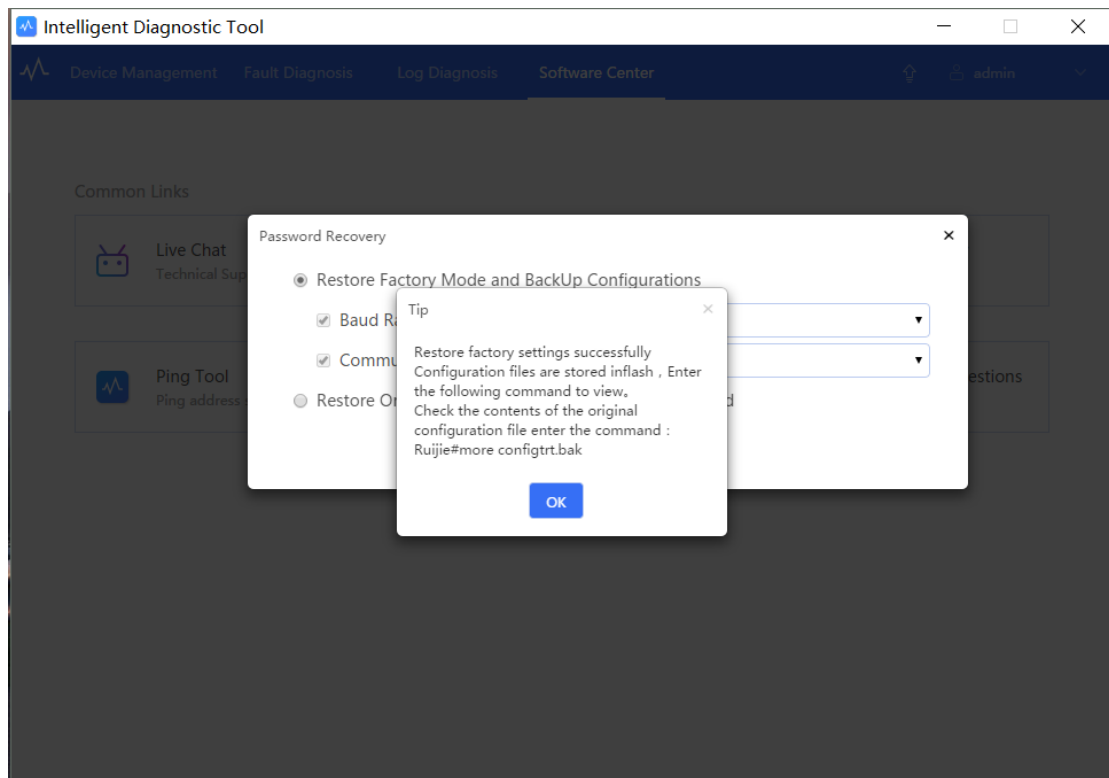 Intelligent Diagnostic Tool
Device Management Fault Diagnosis Log Diagnosis Software Center admin
Common Links
Live Chat
Technical Sup
Password Recovery
Restore Factory Mode and BackUp Configurations
Baud Ra
Commu
Restore Or
d
Tip
Restore factory settings successfully
Configuration files are stored inflash , Enter
the following command to view。
Check the contents of the original
configuration file enter the command :
Ruijie#more configtrt.bak
OK
Ping Tool
Ping address
estions